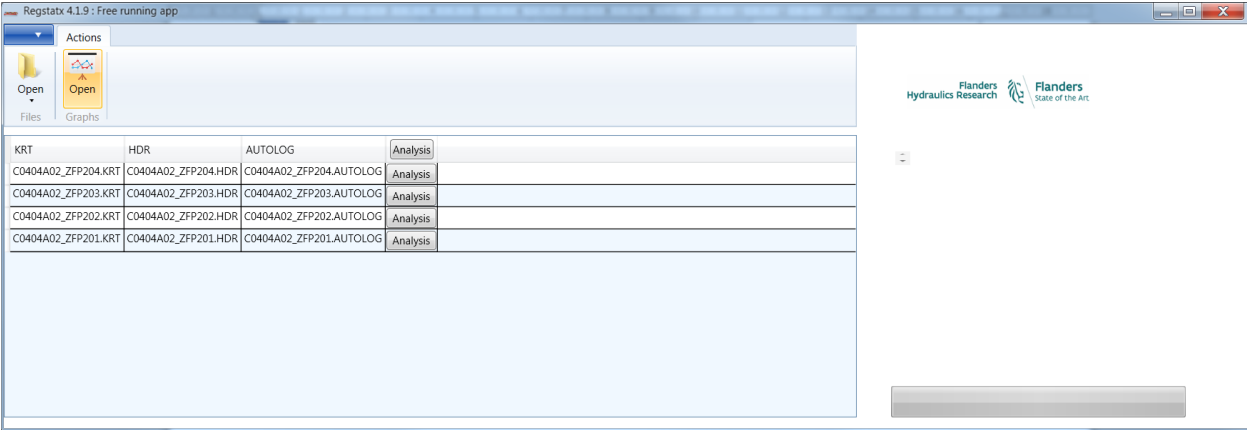 Regstatx 4.1.9 : Free running app
Actions
Open Open
Files Graphs
Flanders Hydraulics Research
Flanders State of the Art
KRT HDR AUTOLOG Analysis
C0404A02_ZFP204.KRT C0404A02_ZFP204.HDR C0404A02_ZFP204.AUTOLOG Analysis
C0404A02_ZFP203.KRT C0404A02_ZFP203.HDR C0404A02_ZFP203.AUTOLOG Analysis
C0404A02_ZFP202.KRT C0404A02_ZFP202.HDR C0404A02_ZFP202.AUTOLOG Analysis
C0404A02_ZFP201.KRT C0404A02_ZFP201.HDR C0404A02_ZFP201.AUTOLOG Analysis